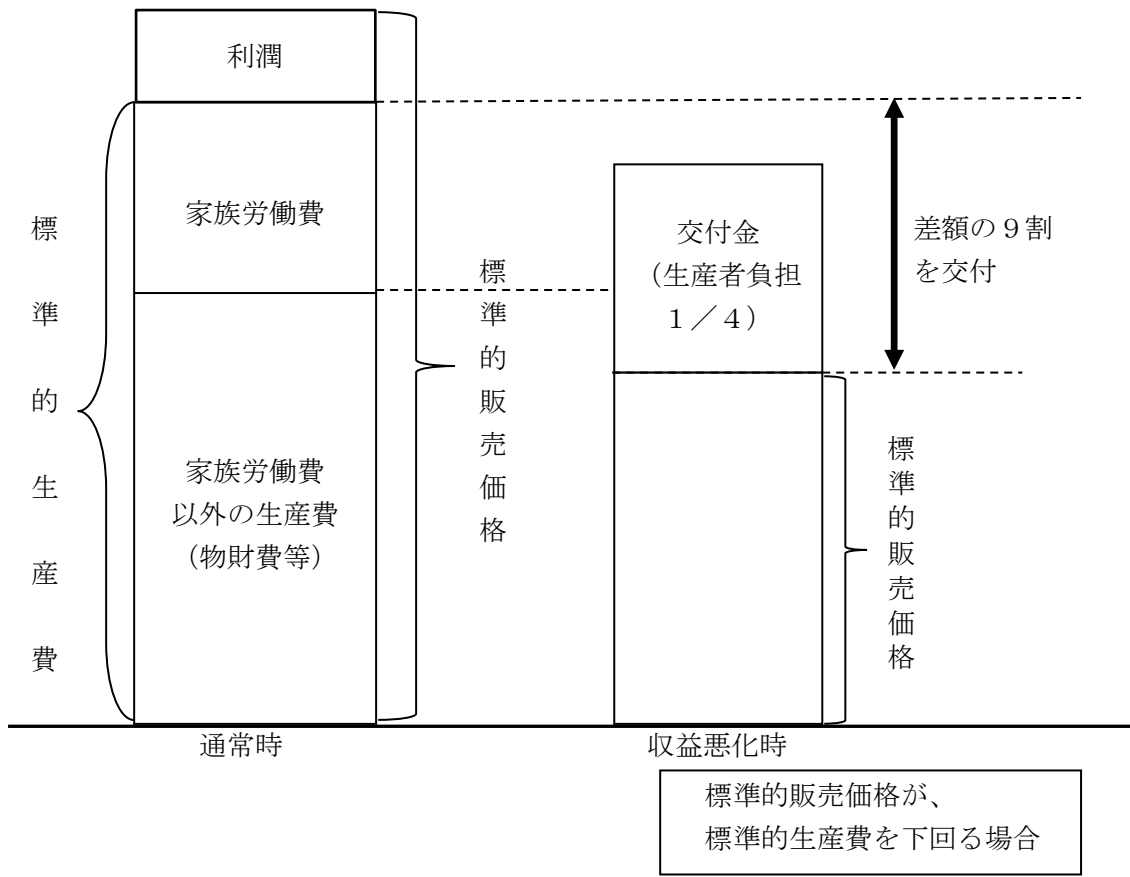 利潤
家族労働費
家族労働費
以外の生産費
（物財費等）
標準的生産費
標準的販売価格
交付金
（生産者負担
１／４）
差額の９割
を交付
標準的販売価格
通常時
収益悪化時
標準的販売価格が、
標準的生産費を下回る場合